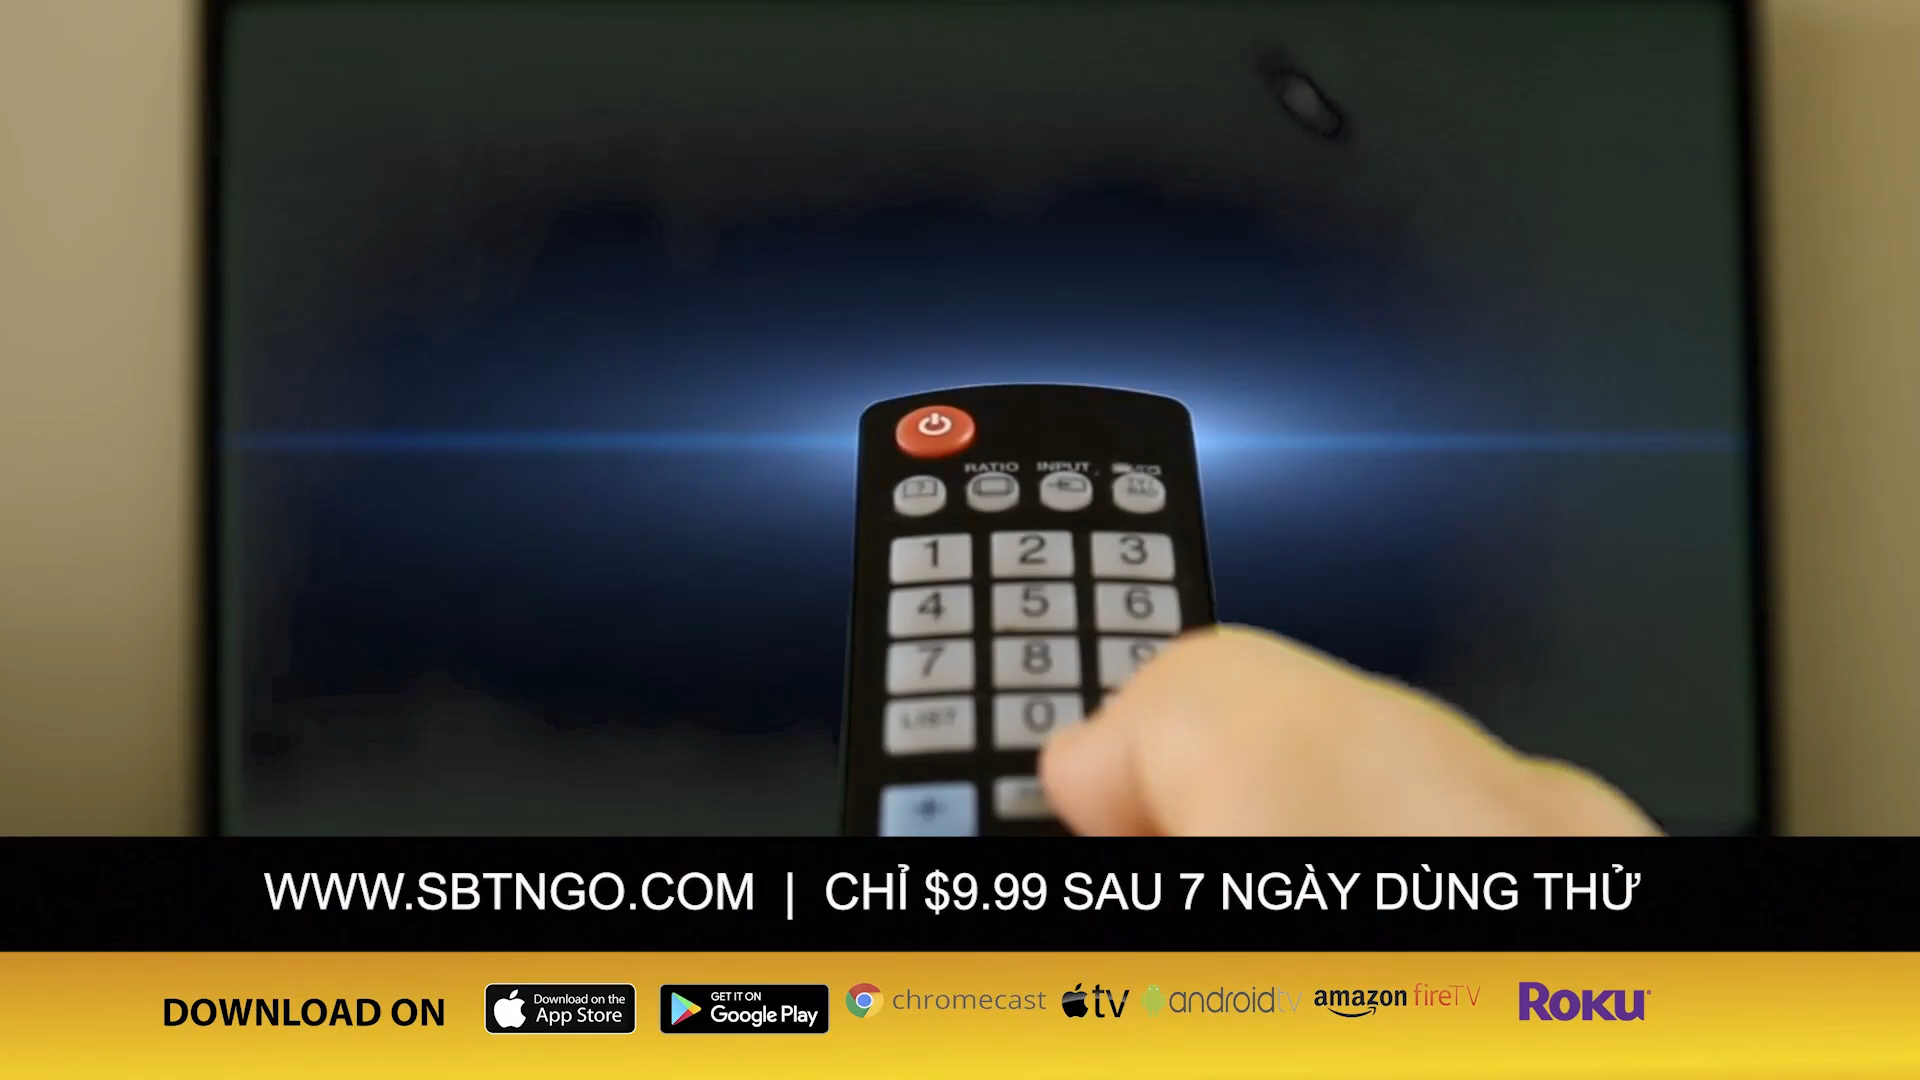 RATIO INPUT
1 2 3
4 5 6
7 8 9
LIST 0
WWW.SBTNGO.COM | CHỈ $9.99 SAU 7 NGÀY DÙNG THỬ
DOWNLOAD ON
Download on the
App Store
GET IT ON
Google Play
chromecast
tv
androidtv
amazon fireTV
ROKU